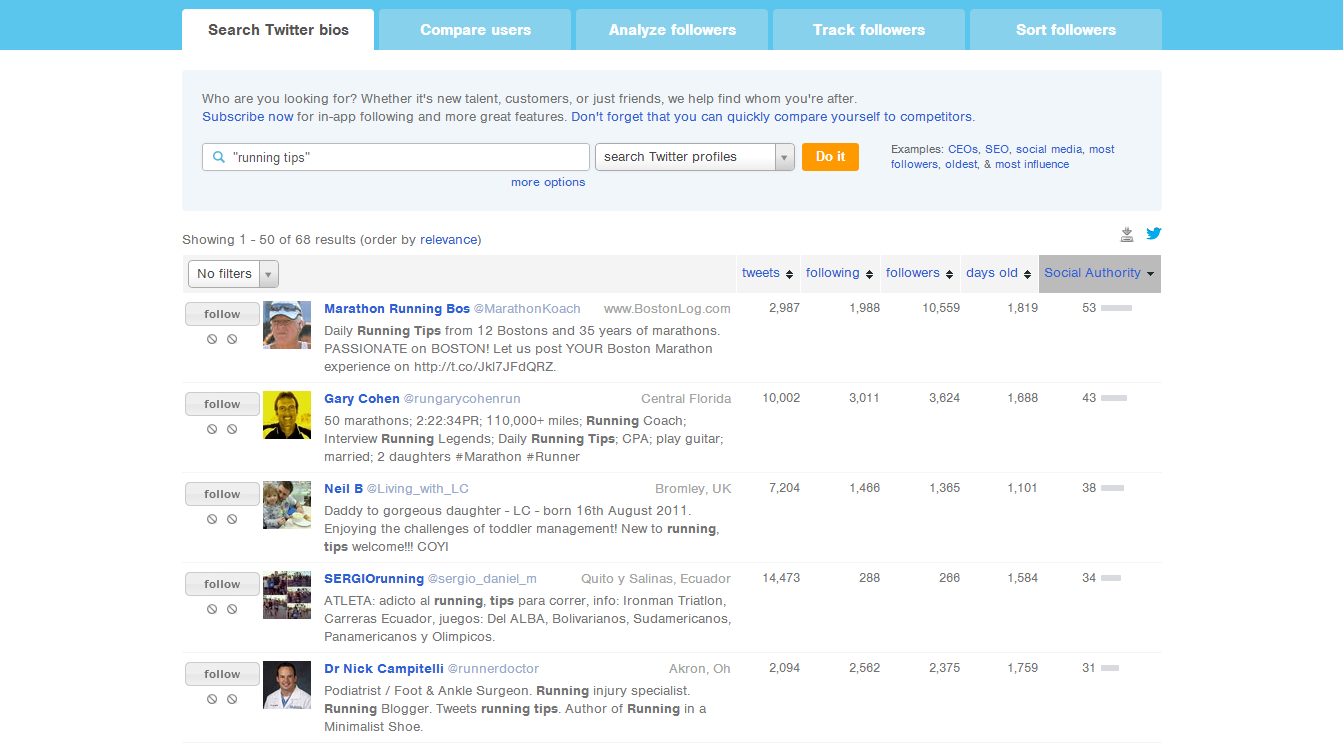 Search Twitter bios
Compare users
Analyze followers
Track followers
Sort followers
Who are you looking for? Whether it's new talent, customers, or just friends, we help find whom you're after.
Subscribe now for in-app following and more great features. Don't forget that you can quickly compare yourself to competitors.
"running tips"
search Twitter profiles
Do it
Examples: CEOs, SEO, social media, most
followers, oldest, & most influence
more options
Showing 1 - 50 of 68 results (order by relevance)
No filters
tweets
following
followers
days old
Social Authority
follow
Marathon Running Bos @MarathonKoach www.BostonLog.com 2,987 1,988 10,559 1,819 53
Daily Running Tips from 12 Bostons and 35 years of marathons.
PASSIONATE on BOSTON! Let us post YOUR Boston Marathon
experience on http://t.co/Jkl7JFdQRZ.
follow
Gary Cohen @rungarycohenrun Central Florida 10,002 3,011 3,624 1,688 43
50 marathons; 2:22:34PR; 110,000+ miles; Running Coach;
Interview Running Legends; Daily Running Tips; CPA; play guitar;
married; 2 daughters #Marathon #Runner
follow
Neil B @Living_with_LC Bromley, UK 7,204 1,466 1,365 1,101 38
Daddy to gorgeous daughter - LC - born 16th August 2011.
Enjoying the challenges of toddler management! New to running,
tips welcome!!! COYI
follow
SERGIOrunning @sergio_daniel_m Quito y Salinas, Ecuador 14,473 288 266 1,584 34
ATLETA: adicto al running, tips para correr, info: Ironman Triatlon,
Carreras Ecuador, juegos: Del ALBA, Bolivarianos, Sudamericanos,
Panamericanos y Olimpicos.
follow
Dr Nick Campitelli @runnerdoctor Akron, Oh 2,094 2,562 2,375 1,759 31
Podiatrist / Foot & Ankle Surgeon. Running injury specialist.
Running Blogger. Tweets running tips. Author of Running in a
Minimalist Shoe.